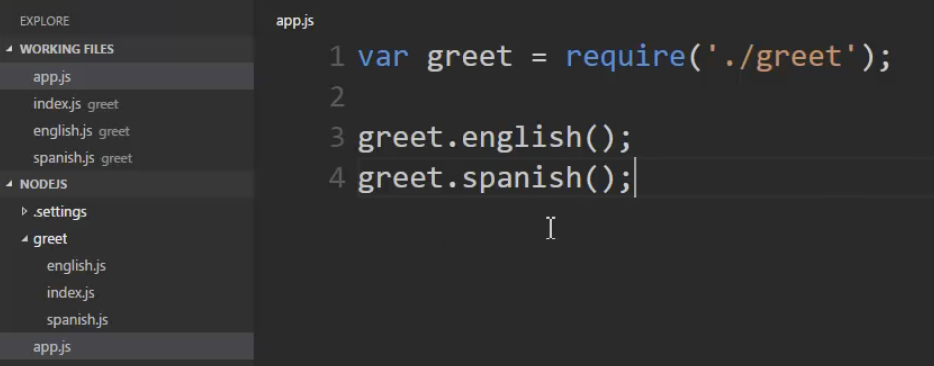 EXPLORE
WORKING FILES
app.js
index.js greet
english.js greet
spanish.js greet
NODEJS
.settings
greet
english.js
index.js
spanish.js
app.js
app.js
1 var greet = require('./greet');
2
3 greet.english();
4 greet.spanish();